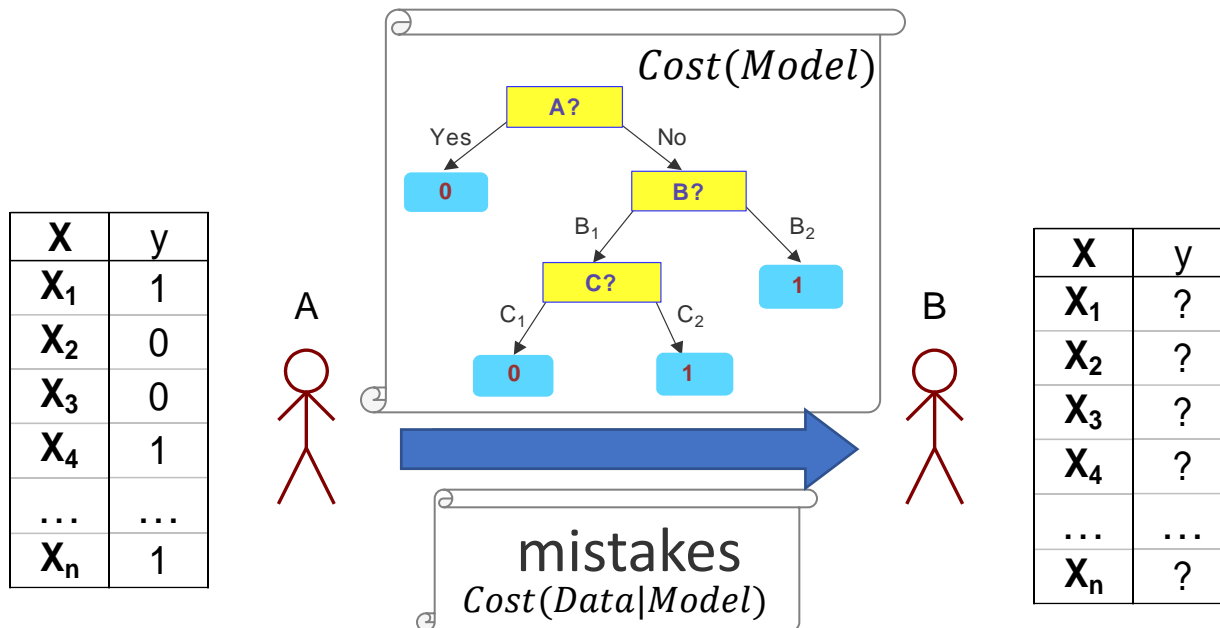 Cost(Model)
A?
Yes No
0 B?
B₁ B₂
C? 1
C₁ C₂
0 1
X y
X₁ 1
X₂ 0
X₃ 0
X₄ 1
... ...
Xₙ 1
A
B
X y
X₁ ?
X₂ ?
X₃ ?
X₄ ?
... ...
Xₙ ?
mistakes
Cost(Data|Model)